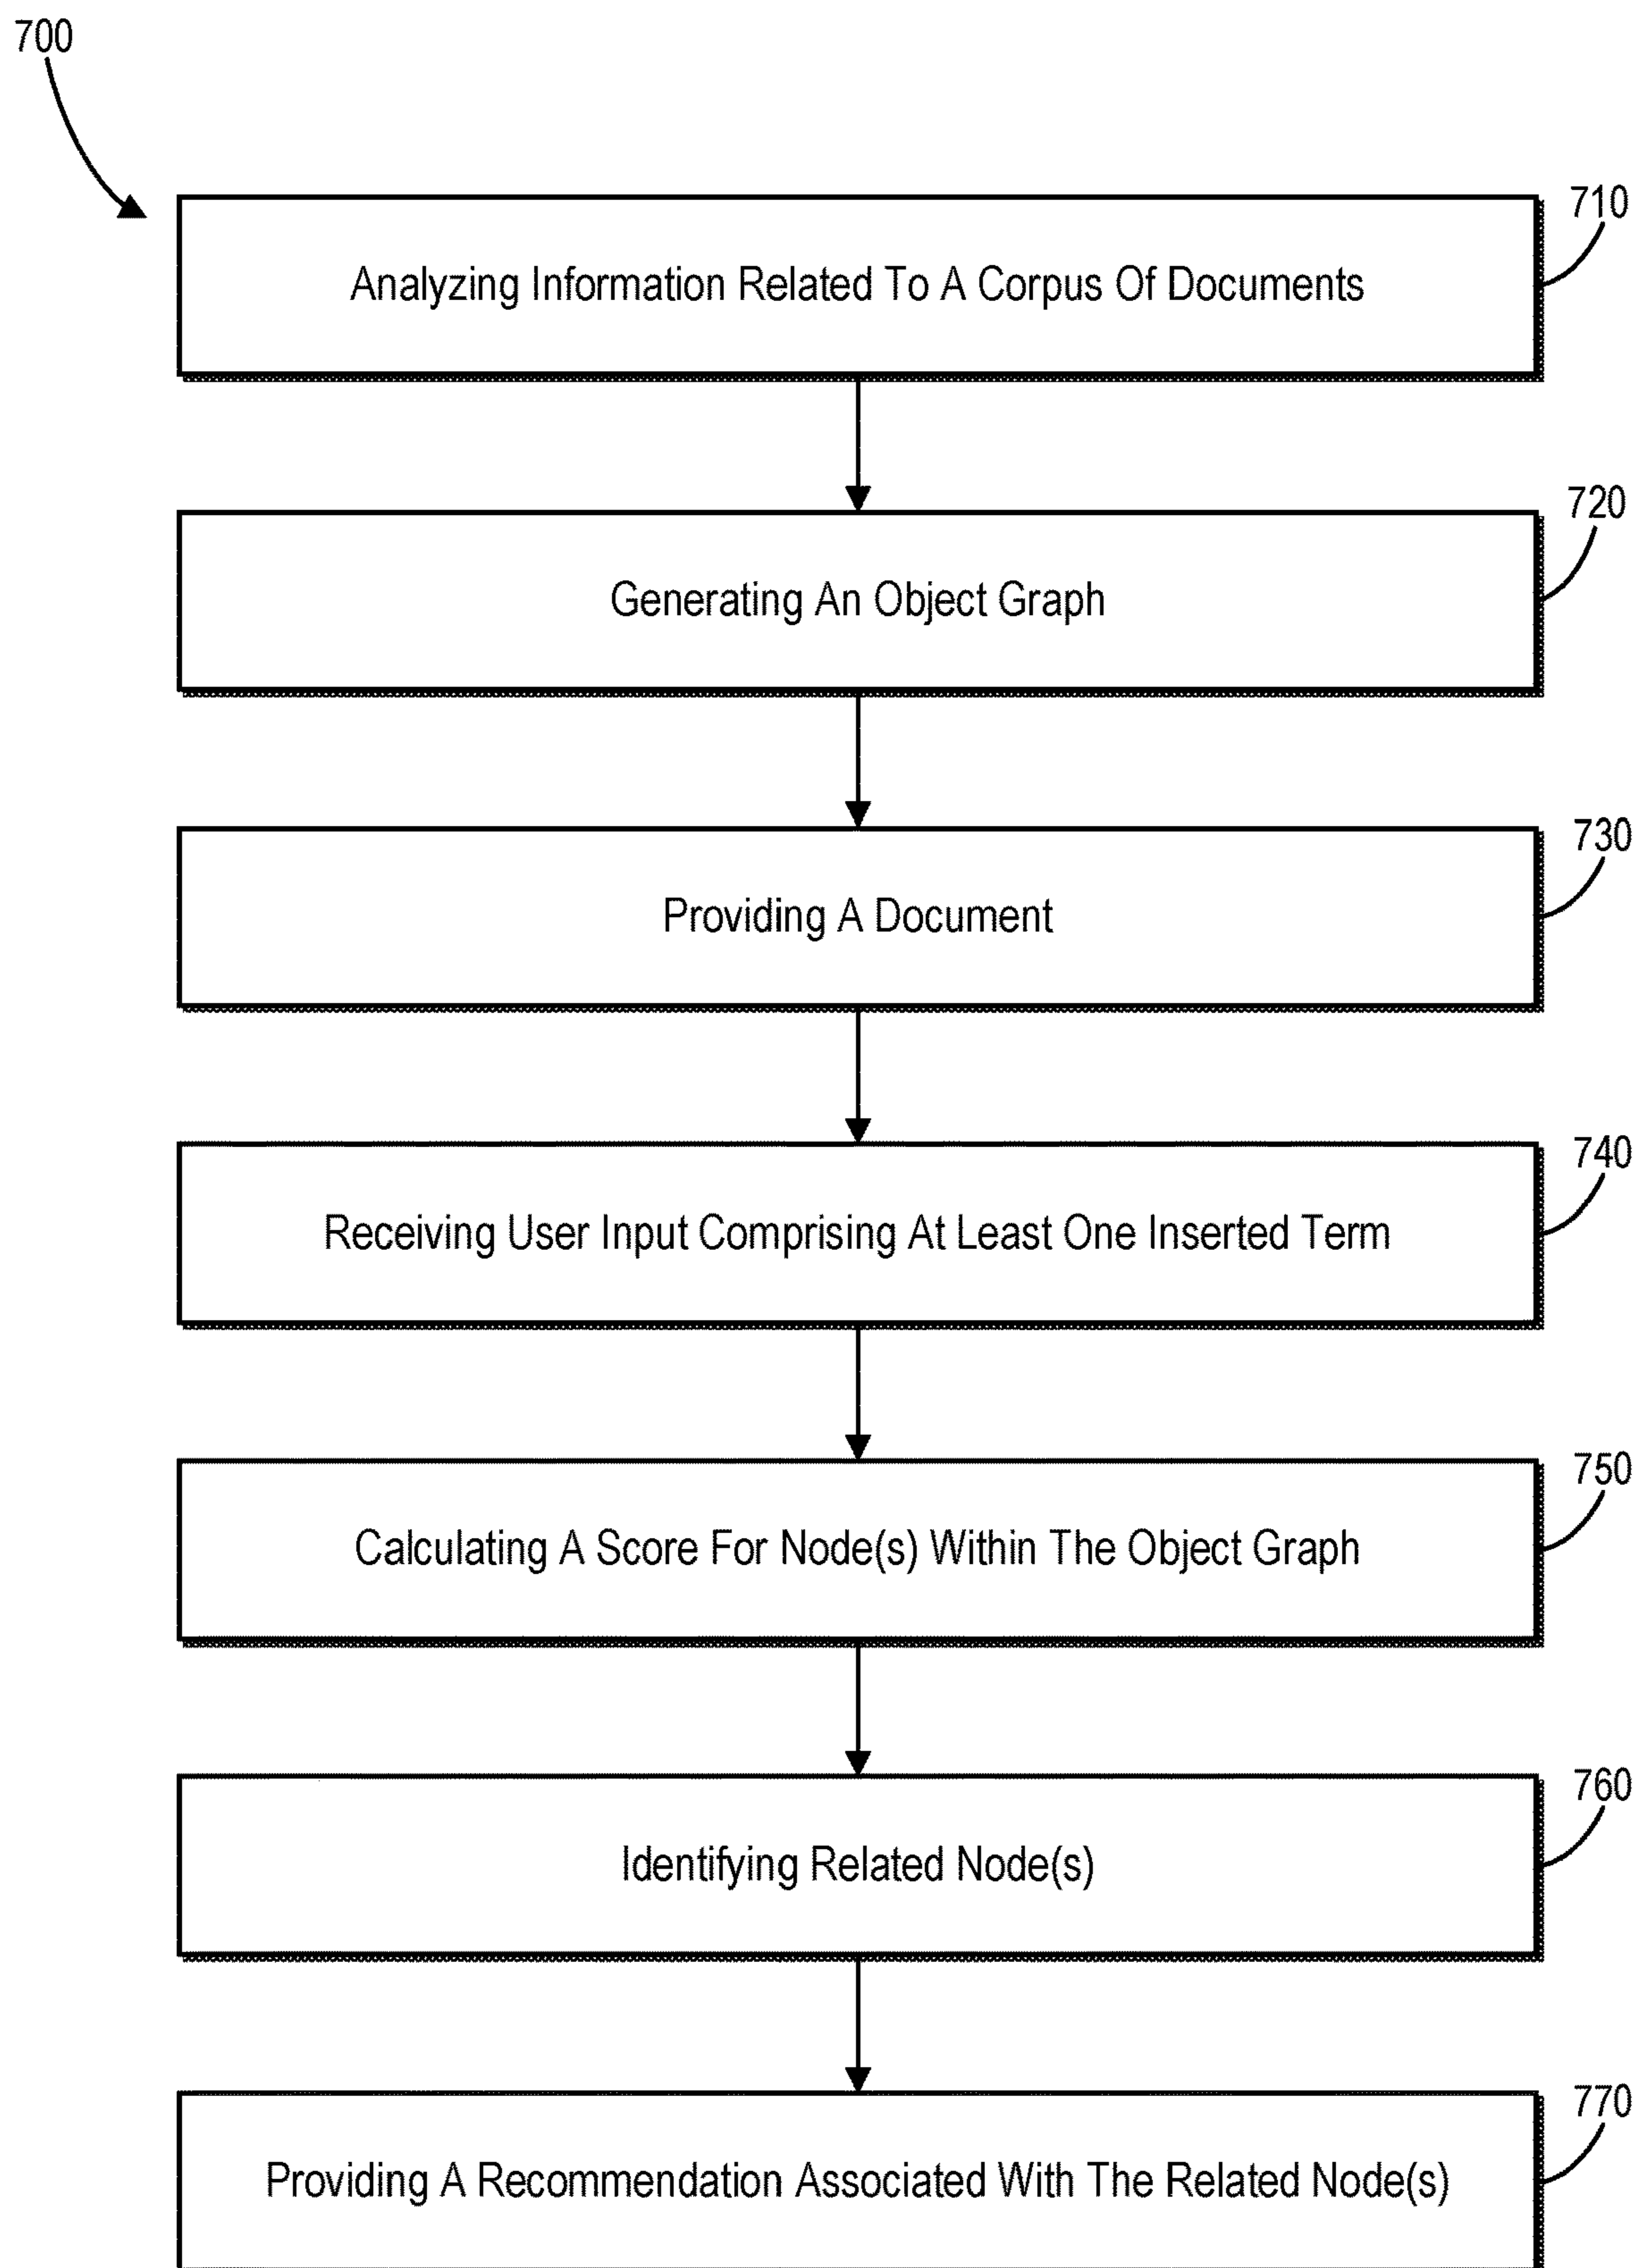 700
710
Analyzing Information Related To A Corpus Of Documents
720
Generating An Object Graph
730
Providing A Document
740
Receiving User Input Comprising At Least One Inserted Term
750
Calculating A Score For Node(s) Within The Object Graph
760
Identifying Related Node(s)
770
Providing A Recommendation Associated With The Related Node(s)